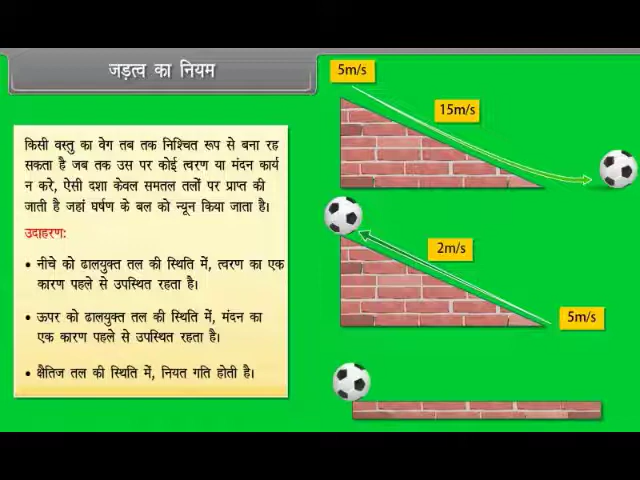 जड़त्व का नियम
5m/s
15m/s
किसी वस्तु का वेग तब तक निश्चित रूप से बना रह
सकता है जब तक उस पर कोई त्वरण या मंदन कार्य
न करे, ऐसी दशा केवल समतल तलों पर प्राप्त की
जाती है जहां घर्षण के बल को न्यून किया जाता है।
उदाहरण:
• नीचे को ढालयुक्त तल की स्थिति में, त्वरण का एक
कारण पहले से उपस्थित रहता है।
• ऊपर को ढालयुक्त तल की स्थिति में, मंदन का
एक कारण पहले से उपस्थित रहता है।
• क्षैतिज तल की स्थिति में, नियत गति होती है।
2m/s
5m/s